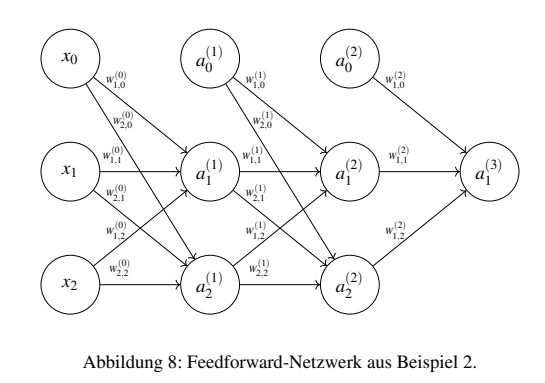 x_0 a_0^{(1)} a_0^{(2)}
w_{1,0}^{(0)} w_{1,0}^{(1)} w_{1,0}^{(2)}
w_{2,0}^{(0)} w_{2,0}^{(1)}
w_{1,1}^{(0)} w_{1,1}^{(1)} w_{1,1}^{(2)}
x_1 a_1^{(1)} a_1^{(2)} a_1^{(3)}
w_{2,1}^{(0)} w_{2,1}^{(1)}
w_{1,2}^{(0)} w_{1,2}^{(1)} w_{1,2}^{(2)}
w_{2,2}^{(0)} w_{2,2}^{(1)}
x_2 a_2^{(1)} a_2^{(2)}
Abbildung 8: Feedforward-Netzwerk aus Beispiel 2.